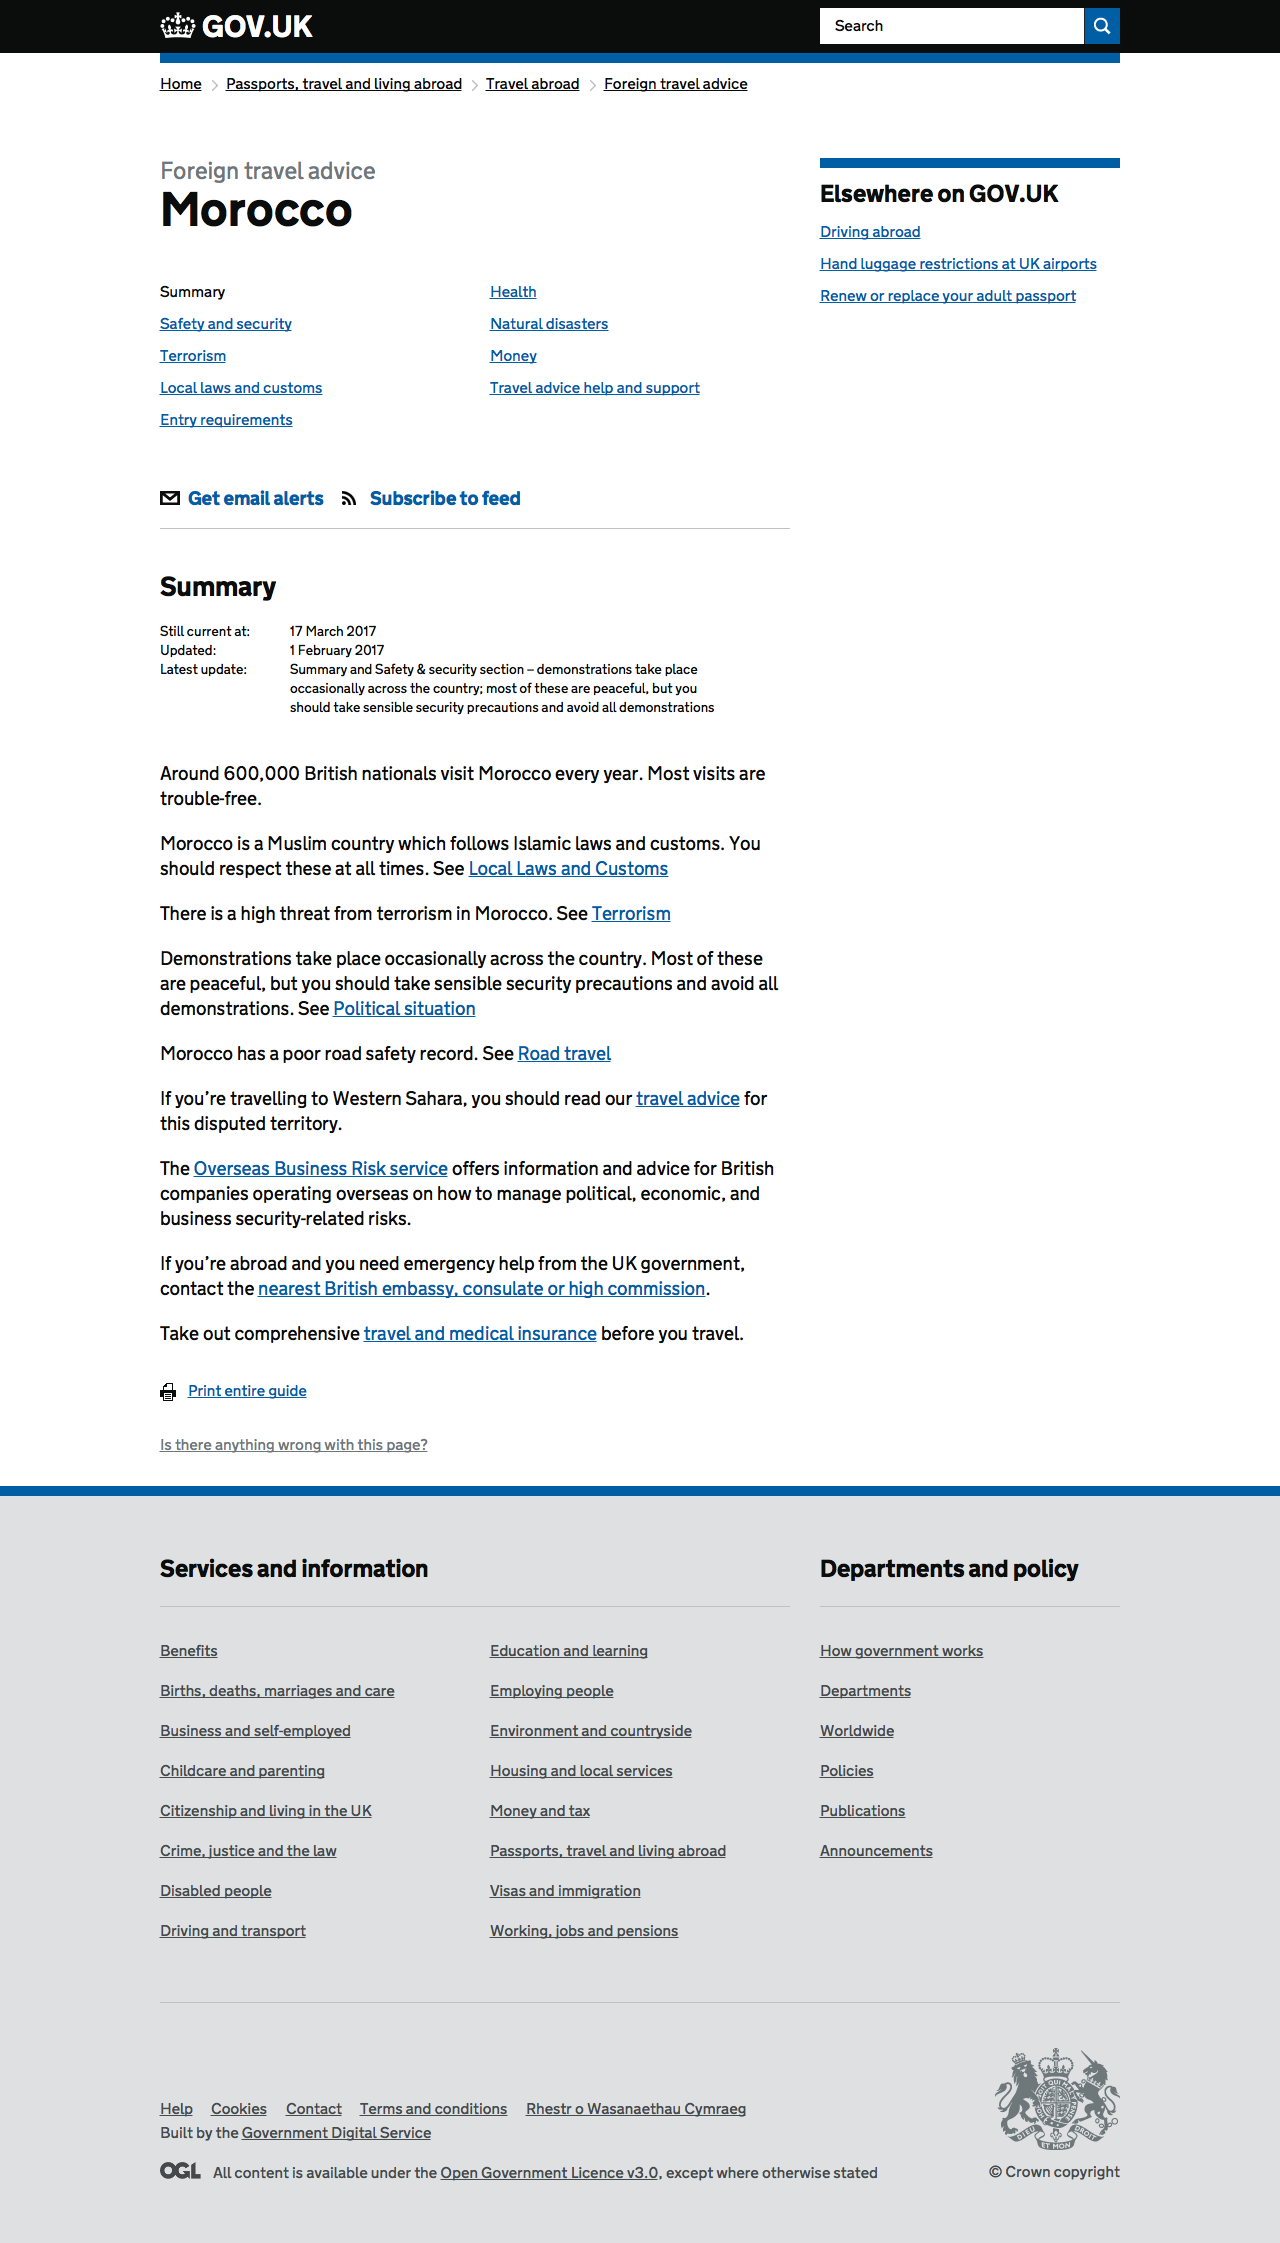 GOV.UK
Search
Home
Passports, travel and living abroad
Travel abroad
Foreign travel advice
Foreign travel advice
Morocco
Summary
Safety and security
Terrorism
Local laws and customs
Entry requirements
Health
Natural disasters
Money
Travel advice help and support
Elsewhere on GOV.UK
Driving abroad
Hand luggage restrictions at UK airports
Renew or replace your adult passport
Get email alerts
Subscribe to feed
Summary
Still current at: 17 March 2017
Updated: 1 February 2017
Latest update: Summary and Safety & security section – demonstrations take place
occasionally across the country; most of these are peaceful, but you
should take sensible security precautions and avoid all demonstrations
Around 600,000 British nationals visit Morocco every year. Most visits are
trouble-free.
Morocco is a Muslim country which follows Islamic laws and customs. You
should respect these at all times. See Local Laws and Customs
There is a high threat from terrorism in Morocco. See Terrorism
Demonstrations take place occasionally across the country. Most of these
are peaceful, but you should take sensible security precautions and avoid all
demonstrations. See Political situation
Morocco has a poor road safety record. See Road travel
If you’re travelling to Western Sahara, you should read our travel advice for
this disputed territory.
The Overseas Business Risk service offers information and advice for British
companies operating overseas on how to manage political, economic, and
business security-related risks.
If you’re abroad and you need emergency help from the UK government,
contact the nearest British embassy, consulate or high commission.
Take out comprehensive travel and medical insurance before you travel.
Print entire guide
Is there anything wrong with this page?
Services and information
Benefits
Births, deaths, marriages and care
Business and self-employed
Childcare and parenting
Citizenship and living in the UK
Crime, justice and the law
Disabled people
Driving and transport
Education and learning
Employing people
Environment and countryside
Housing and local services
Money and tax
Passports, travel and living abroad
Visas and immigration
Working, jobs and pensions
Departments and policy
How government works
Departments
Worldwide
Policies
Publications
Announcements
Help Cookies Contact Terms and conditions Rhestr o Wasanaethau Cymraeg
Built by the Government Digital Service
OGL All content is available under the Open Government Licence v3.0, except where otherwise stated
DIEU ET MON DROIT
© Crown copyright